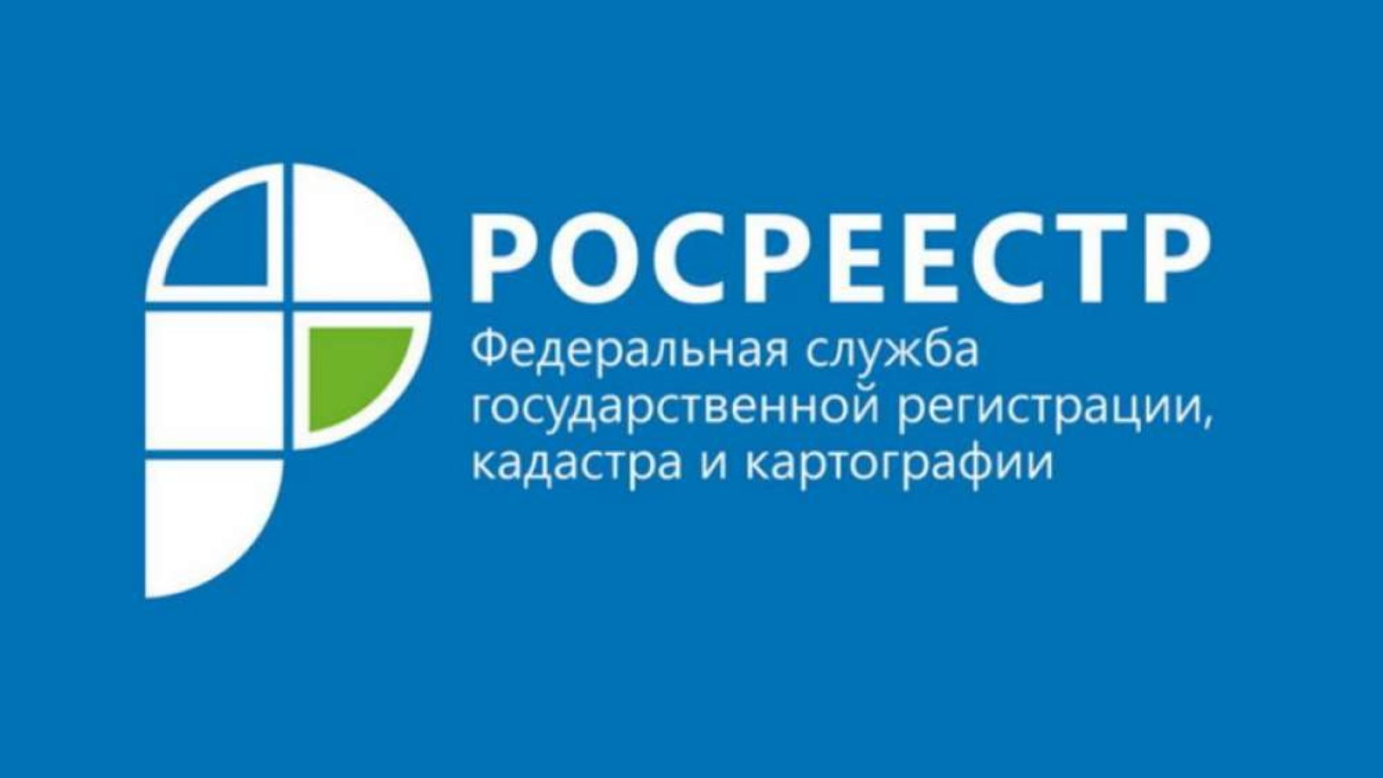 РОСРЕЕСТР
Федеральная служба
государственной регистрации,
кадастра и картографии